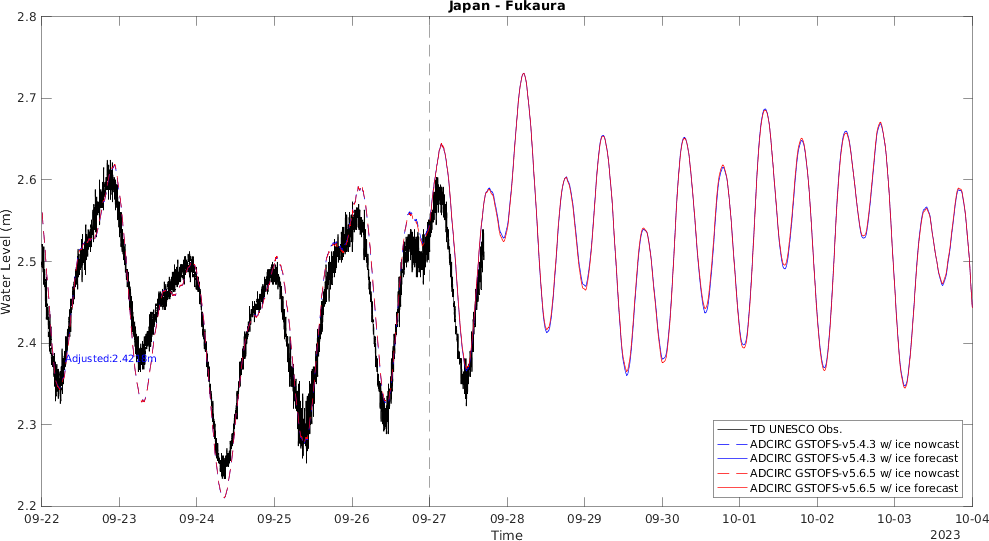 Japan - Fukaura
Water Level (m)
2.8
2.7
2.6
2.5
2.4
2.3
2.2
TD UNESCO Obs.
ADCIRC GSTOFS-v5.4.3 w/ ice nowcast
ADCIRC GSTOFS-v5.4.3 w/ ice forecast
ADCIRC GSTOFS-v5.6.5 w/ ice nowcast
ADCIRC GSTOFS-v5.6.5 w/ ice forecast
09-22 09-23 09-24 09-25 09-26 09-27 09-28 09-29 09-30 10-01 10-02 10-03 10-04
Time
2023